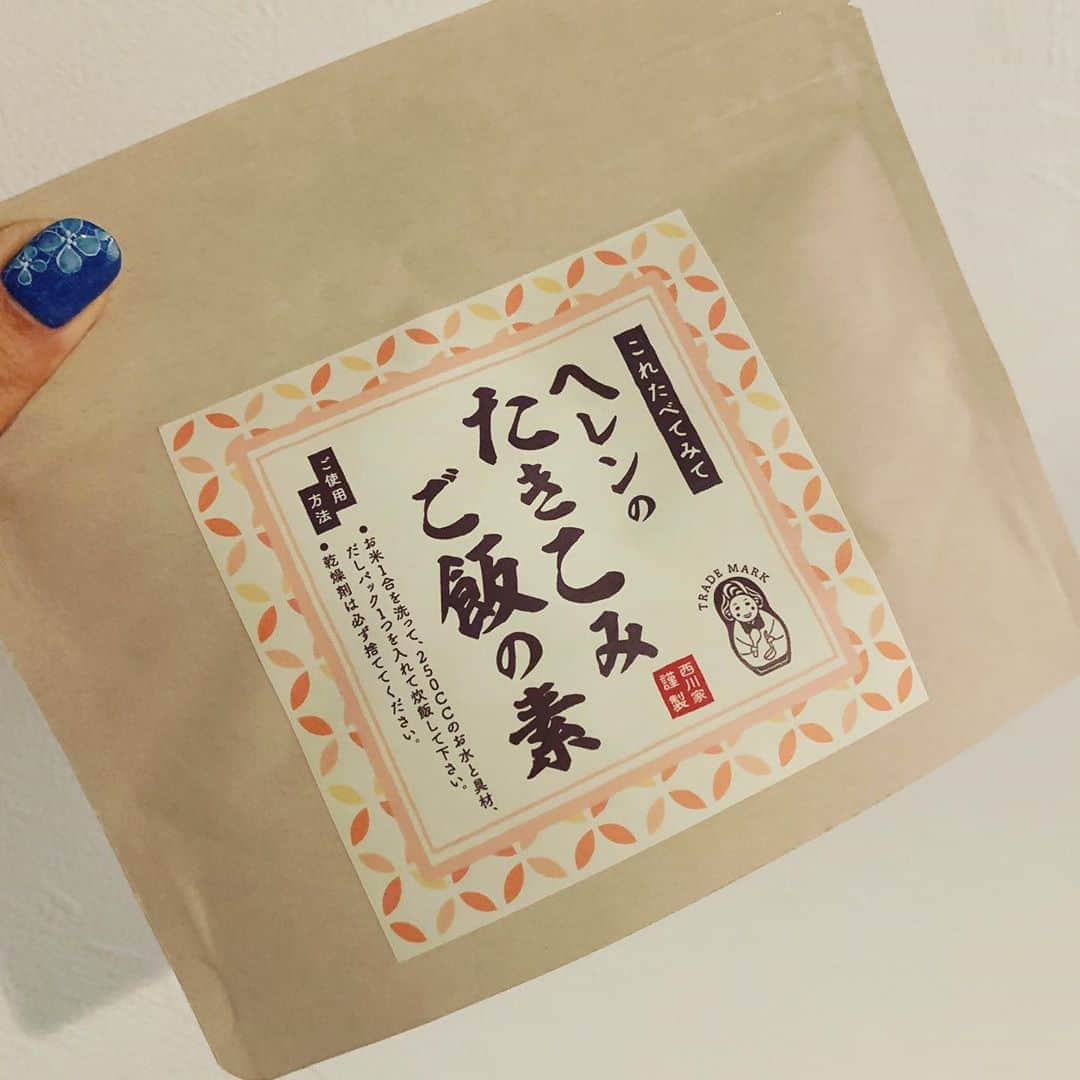 これたべてみて
ヘレンの
たきこみ
ご飯の素
TRADE MARK
西川家
謹製
ご使用
方法
●お米1合を洗って、250CCのお水と具材、
だしパック1つを入れて炊飯して下さい。
●乾燥剤は必ず捨ててください。